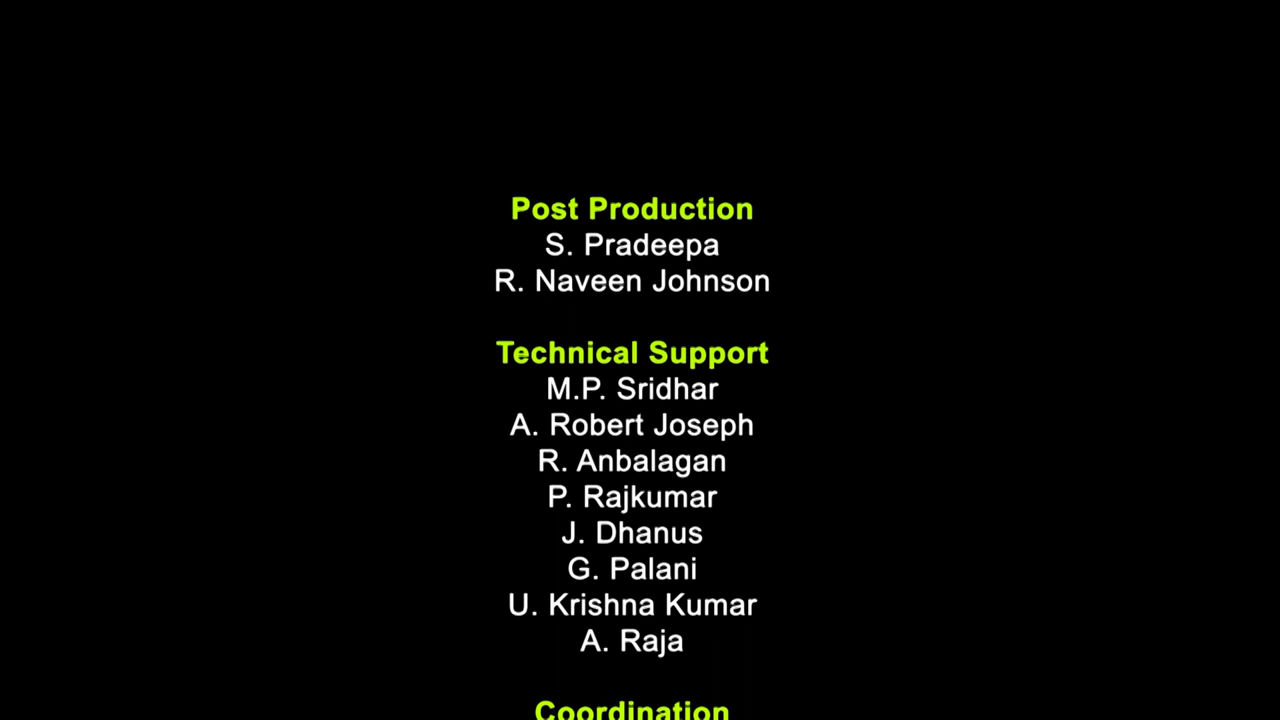 Post Production
S. Pradeepa
R. Naveen Johnson
Technical Support
M.P. Sridhar
A. Robert Joseph
R. Anbalagan
P. Rajkumar
J. Dhanus
G. Palani
U. Krishna Kumar
A. Raja
Coordination